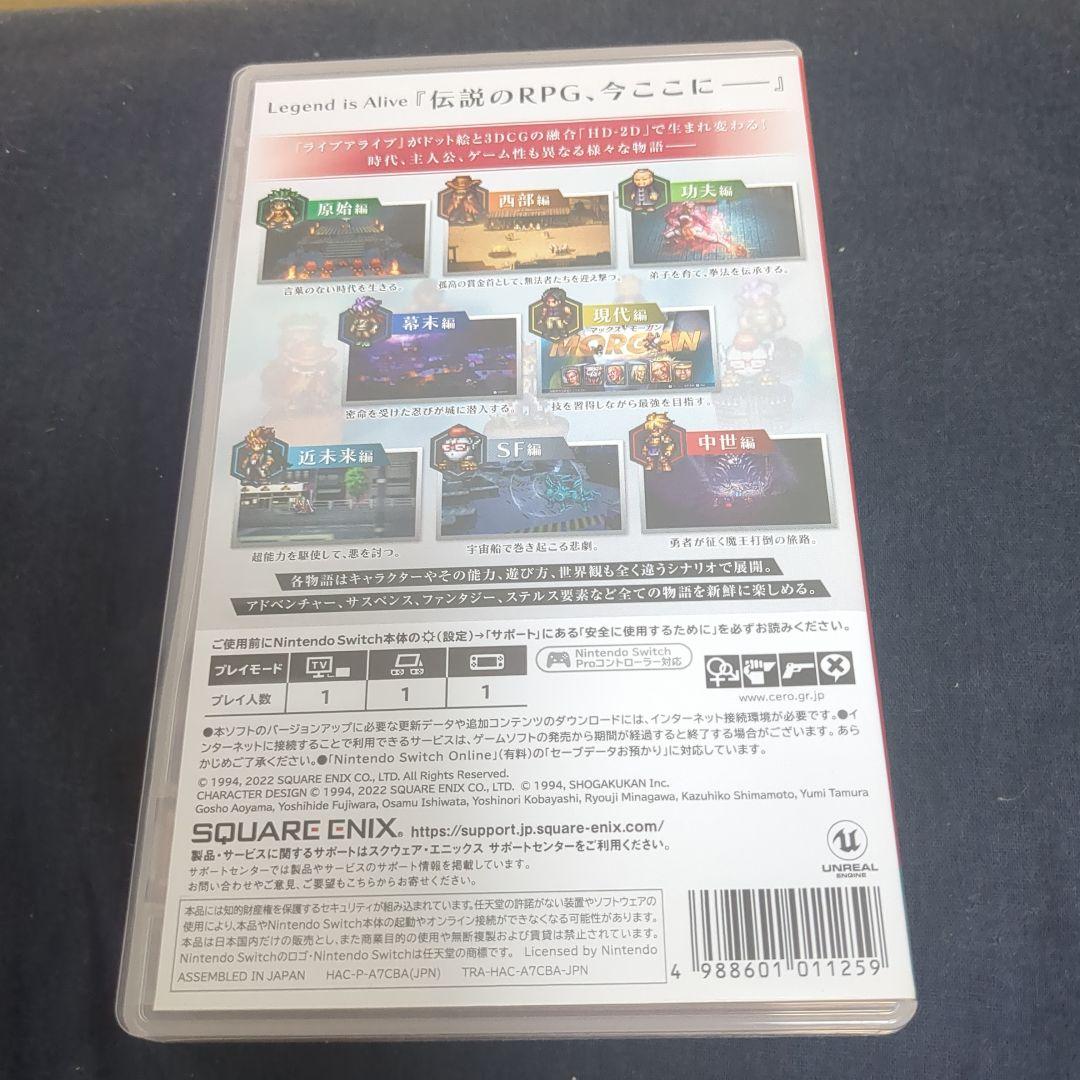 Legend is Alive『伝説のRPG、今ここに――』
『ライブアライブ』がドット絵と3DCGの融合「HD-2D」で生まれ変わる！
時代、主人公、ゲーム性も異なる様々な物語――
原始編
西部編
功夫編
言葉のない時代を生きる。
孤高の賞金首として、無法者たちを迎え撃つ。
弟子を育て、拳法を伝承する。
幕末編
現代編
マックス モーガン
MORGAN
密命を受けた忍びが城に潜入する。
技を習得しながら最強を目指す。
近未来編
SF編
中世編
超能力を駆使して、悪を討つ。
宇宙船で巻き起こる悲劇。
勇者が征く魔王打倒の旅路。
各物語はキャラクターやその能力、遊び方、世界観も全く違うシナリオで展開。
アドベンチャー、サスペンス、ファンタジー、ステルス要素など全ての物語を新鮮に楽しめる。
ご使用前にNintendo Switch本体の(設定)→「サポート」にある「安全に使用するために」を必ずお読みください。
プレイモード TV
プレイ人数 1 1 1
Nintendo Switch
Proコントローラー対応
www.cero.gr.jp
●本ソフトのバージョンアップに必要な更新データや追加コンテンツのダウンロードには、インターネット接続環境が必要です。●イ
ンターネットに接続することで利用できるサービスは、ゲームソフトの発売から期間が経過すると終了する場合がございます。あら
かじめご了承ください。●「Nintendo Switch Online」(有料)の「セーブデータお預かり」に対応しています。
© 1994, 2022 SQUARE ENIX CO., LTD. All Rights Reserved.
CHARACTER DESIGN © 1994, 2022 SQUARE ENIX CO., LTD. © 1994, SHOGAKUKAN Inc.
Gosho Aoyama, Yoshihide Fujiwara, Osamu Ishiwata, Yoshinori Kobayashi, Ryouji Minagawa, Kazuhiko Shimamoto, Yumi Tamura
SQUARE ENIX® https://support.jp.square-enix.com/
製品・サービスに関するサポートはスクウェア・エニックス サポートセンターをご利用ください。
サポートセンターでは製品やサービスのサポート情報を掲載しています。
お問い合わせやご意見、ご要望もこちらからお寄せください。
UNREAL
ENGINE
本品には知的財産権を保護するセキュリティが組み込まれています。任天堂の許諾がない装置やソフトウェアの
使用により、本品やNintendo Switch本体の起動やオンライン接続ができなくなる可能性があります。
本品は日本国内だけの販売とし、また商業目的の使用や無断複製および賃貸は禁止されています。
Nintendo Switchのロゴ・Nintendo Switchは任天堂の商標です。 Licensed by Nintendo
ASSEMBLED IN JAPAN HAC-P-A7CBA(JPN) TRA-HAC-A7CBA-JPN
4 988601 011259